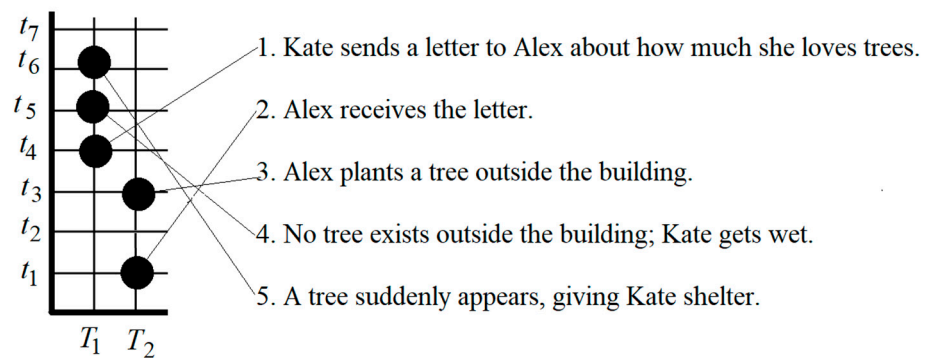 t7
t6
t5
t4
t3
t2
t1
T1 T2
1. Kate sends a letter to Alex about how much she loves trees.
2. Alex receives the letter.
3. Alex plants a tree outside the building.
4. No tree exists outside the building; Kate gets wet.
5. A tree suddenly appears, giving Kate shelter.